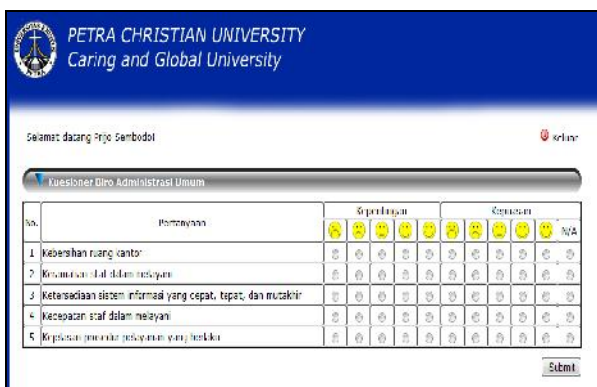 PETRA CHRISTIAN UNIVERSITY
Caring and Global University
Selamat datang Prijo Sembodo!
Keluar
Kuesioner Biro Administrasi Umum
No. Pertanyaan Kepentingan Kepuasan
N/A
1 Kebersihan ruang kantor
2 Keramahan staf dalam melayani
3 Ketersediaan sistem informasi yang cepat, tepat, dan mutakhir
4 Kecepatan staf dalam melayani
5 Kejelasan prosedur pelayanan yang berlaku
Submit